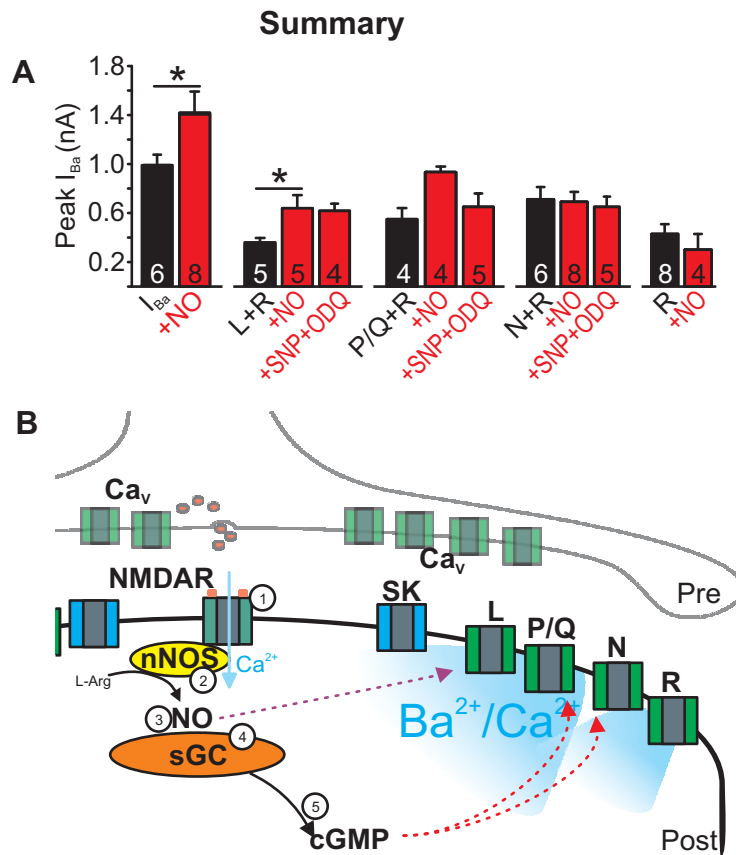 Summary
A
Peak I_Ba (nA)
1.8
1.4
1.0
0.6
0.2
*
*
6
8
5
5
4
4
4
5
6
8
5
8
4
I_Ba
+NO
L+R
+NO
+SNP+ODQ
P/Q+R
+NO
+SNP+ODQ
N+R
+NO
+SNP+ODQ
R
+NO
B
Ca_v
Ca_v
Pre
NMDAR
1
SK
L
P/Q
N
R
nNOS
Ca²⁺
L-Arg
2
3
NO
4
sGC
Ba²⁺/Ca²⁺
5
cGMP
Post